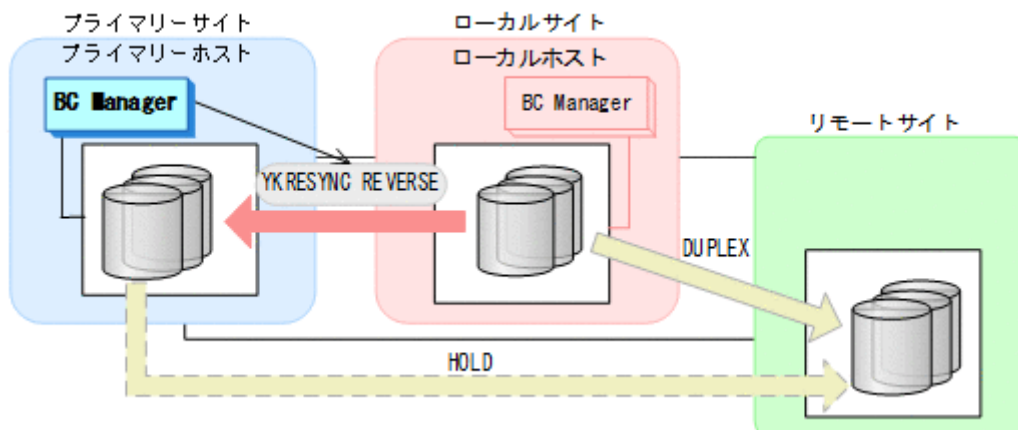 プライマリーサイト
プライマリーホスト
BC Manager
ローカルサイト
ローカルホスト
BC Manager
リモートサイト
YKRESYNC REVERSE
DUPLEX
HOLD